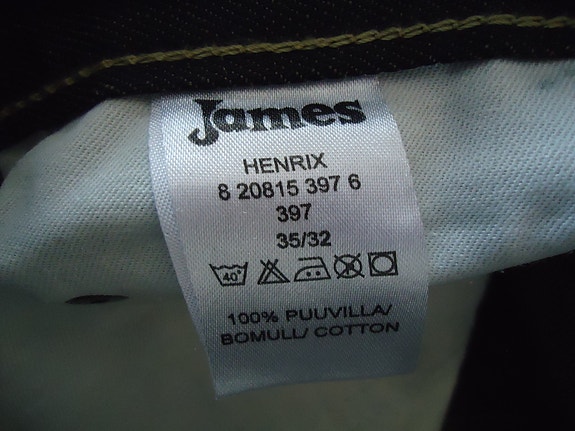 James
HENRIX
8 20815 397 6
397
35/32
40°
100% PUUVILLA/
BOMULL/ COTTON